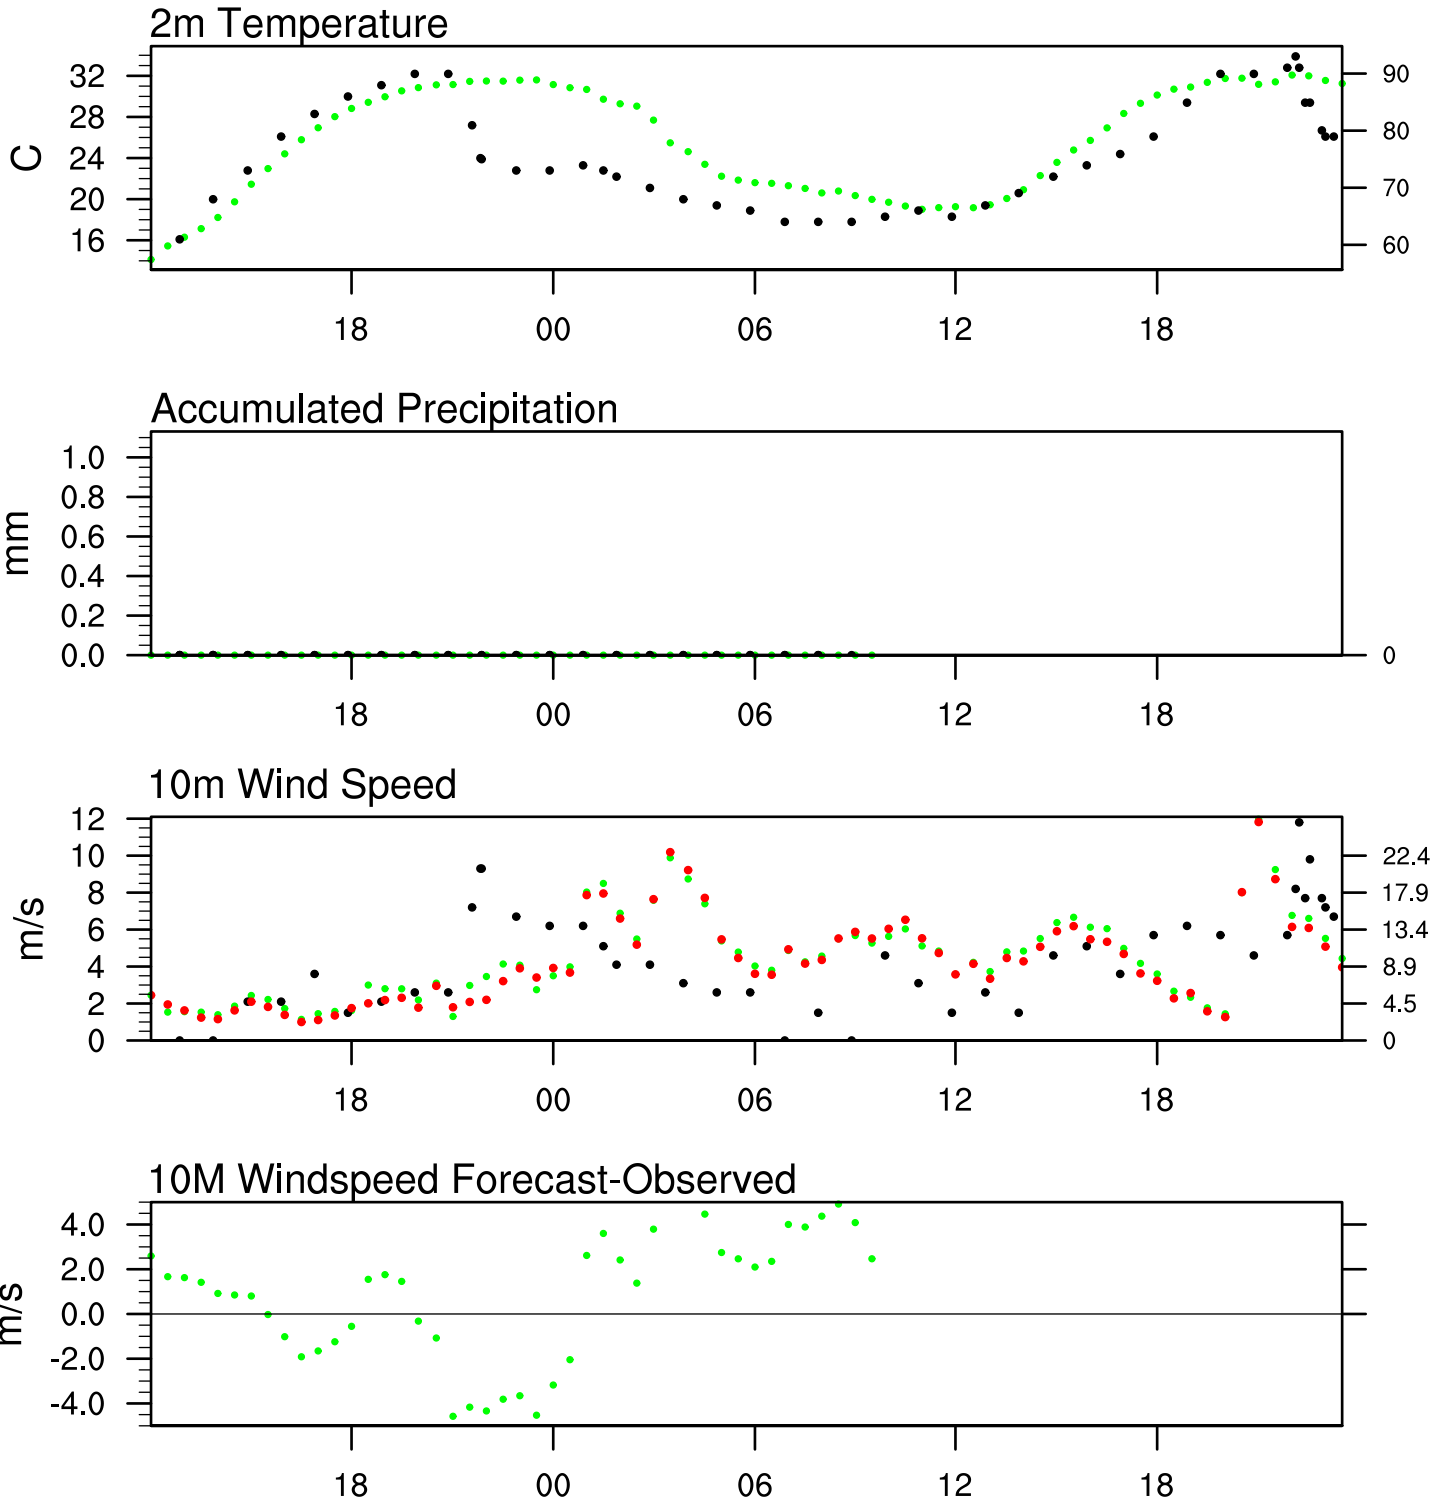 2m Temperature
C
32
28
24
20
16
90
80
70
60
18 00 06 12 18
Accumulated Precipitation
mm
1.0
0.8
0.6
0.4
0.2
0.0
0
18 00 06 12 18
10m Wind Speed
m/s
12
10
8
6
4
2
0
22.4
17.9
13.4
8.9
4.5
0
18 00 06 12 18
10M Windspeed Forecast-Observed
m/s
4.0
2.0
0.0
-2.0
-4.0
18 00 06 12 18